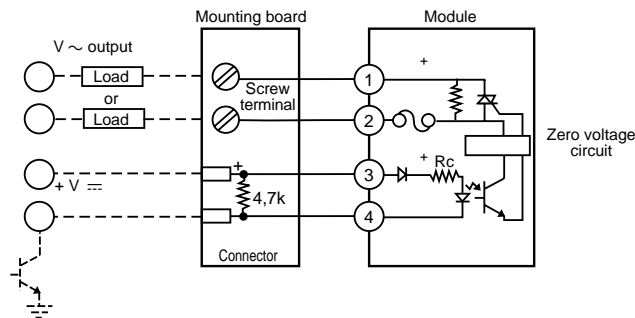 Mounting board
Module
V ~ output
Load
or
Load
Screw
terminal
1
+
2
Zero voltage
circuit
+ V ⎓
+
4,7k
3
+
Rc
4
Connector